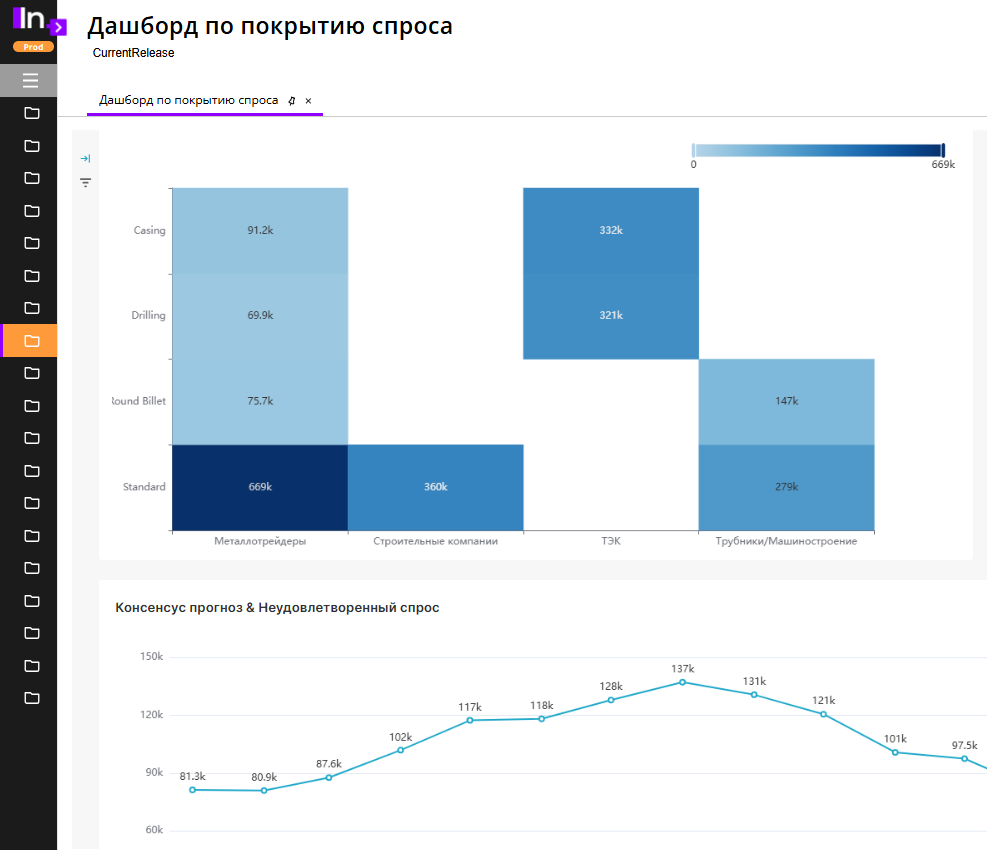 In
Prod
Дашборд по покрытию спроса
CurrentRelease
Дашборд по покрытию спроса
0
669k
Casing
91.2k
332k
Drilling
69.9k
321k
Round Billet
75.7k
147k
Standard
669k
360k
279k
Металлотрейдеры
Строительные компании
ТЭК
Трубники/Машиностроение
Консенсус прогноз & Неудовлетворенный спрос
150k
120k
90k
60k
81.3k
80.9k
87.6k
102k
117k
118k
128k
137k
131k
121k
101k
97.5k